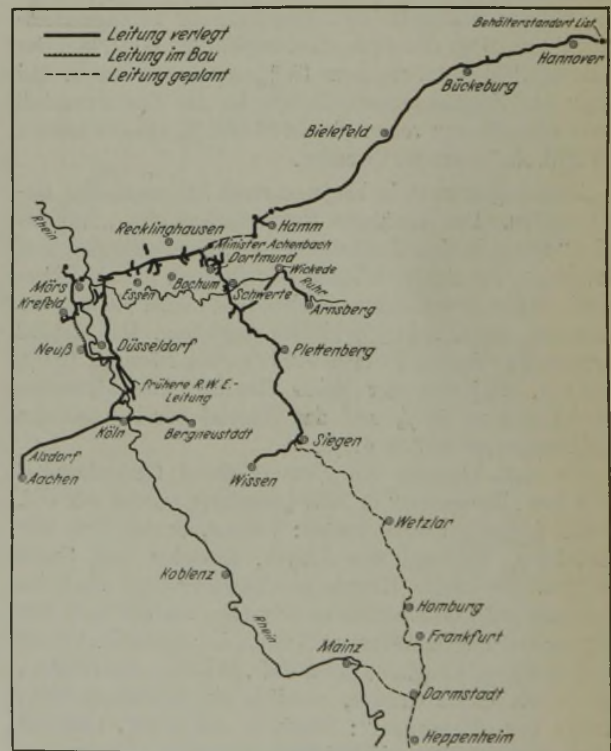 Leitung verlegt
Leitung im Bau
Leitung geplant
Behälterstandort List
Hannover
Bückeburg
Bielefeld
Rhein
Recklinghausen
Hamm
Minister Achenbach
Dortmund
Wickede
Mörs
Essen
Bochum
Schwerte
Ruhr
Krefeld
Arnsberg
Neuß
Düsseldorf
Plettenberg
frühere R.W.E.-
Leitung
Köln
Bergneustadt
Siegen
Alsdorf
Aachen
Wissen
Wetzlar
Koblenz
Homburg
Rhein
Frankfurt
Mainz
Darmstadt
Heppenheim